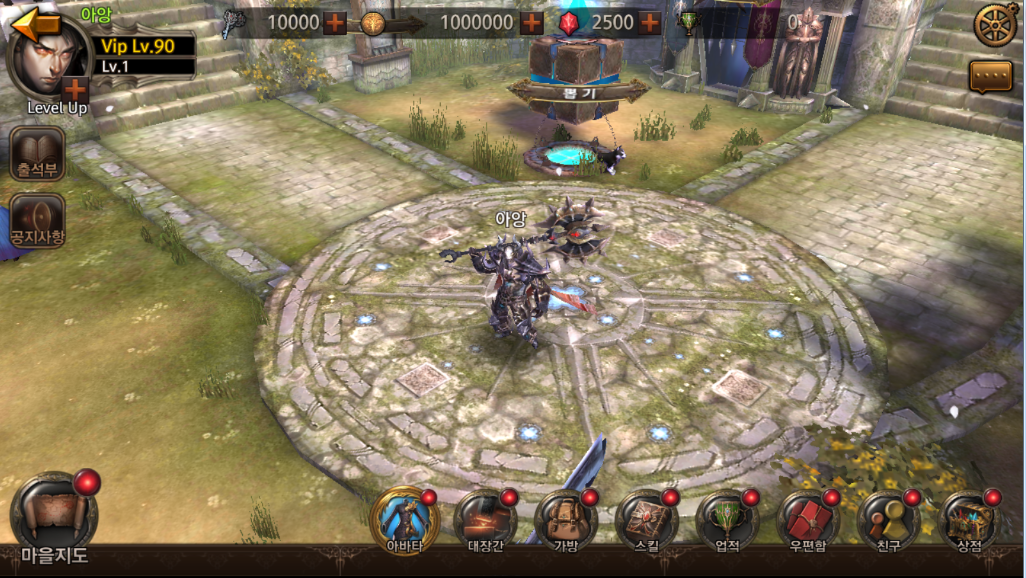 아앙
10000
1000000
2500
0
Vip Lv.90
Lv.1
Level Up
뽑기
출석부
공지사항
아앙
마을지도
아바타
대장간
가방
스킬
업적
우편함
친구
상점